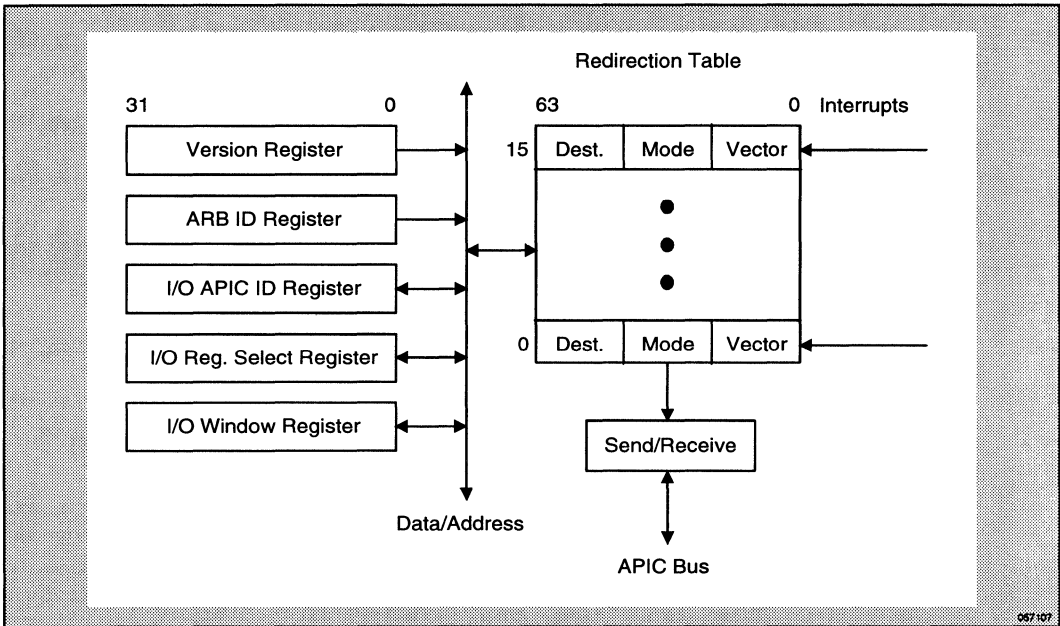 Redirection Table
31 0
63 0 Interrupts
Version Register
15 Dest. Mode Vector
ARB ID Register
I/O APIC ID Register
I/O Reg. Select Register
0 Dest. Mode Vector
I/O Window Register
Send/Receive
Data/Address
APIC Bus
057107